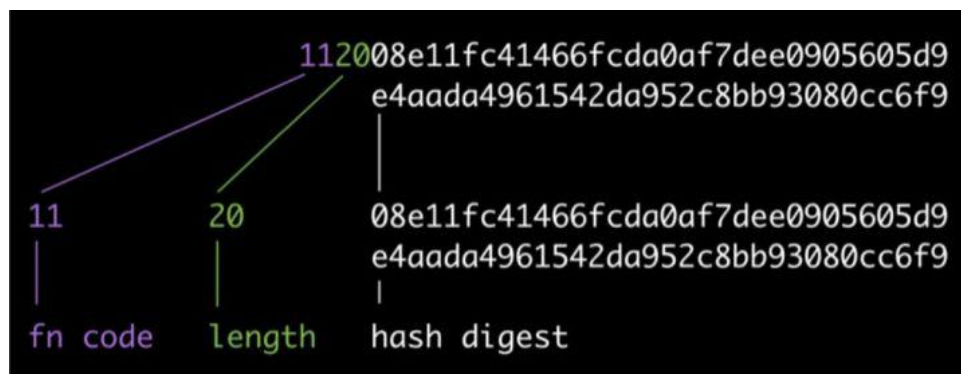 112008e11fc41466fcda0af7dee0905605d9
e4aada4961542da952c8bb93080cc6f9
11 20 08e11fc41466fcda0af7dee0905605d9
e4aada4961542da952c8bb93080cc6f9
fn code length hash digest